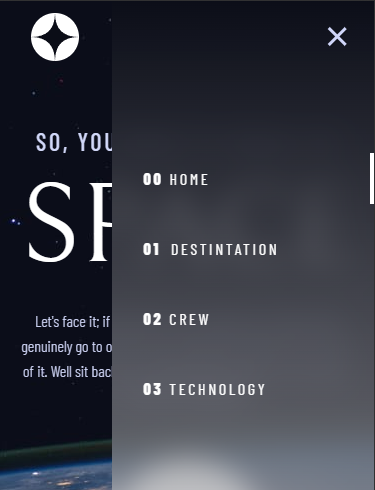 SO, YOU
SP
Let's face it; if
genuinely go to o
of it. Well sit bac
00 HOME
01 DESTINTATION
02 CREW
03 TECHNOLOGY